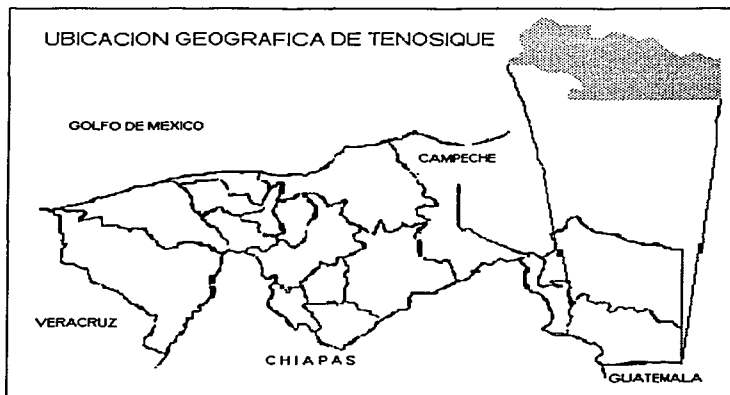 UBICACION GEOGRAFICA DE TENOSIQUE
GOLFO DE MEXICO
CAMPECHE
VERACRUZ
CHIAPAS
GUATEMALA